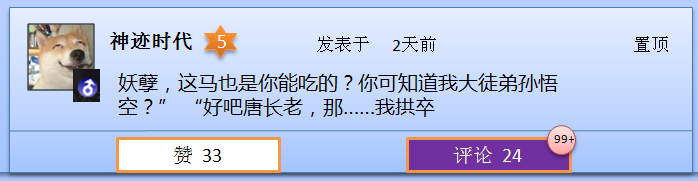 神迹时代 5 发表于 2天前 置顶
妖孽，这马也是你能吃的？你可知道我大徒弟孙悟
空？” “好吧唐长老，那……我拱卒
99+
赞 33 评论 24